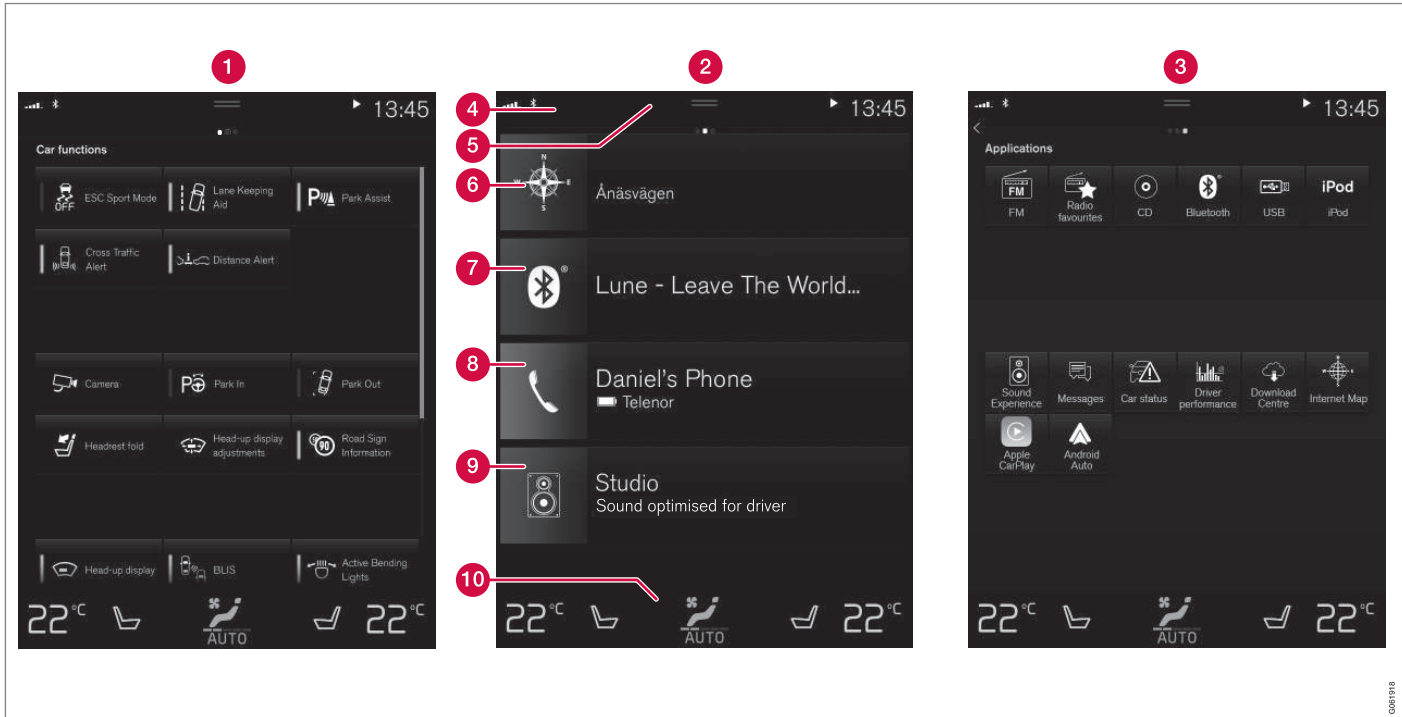 1
2
3
13:45
Car functions
ESC Sport Mode
OFF
Lane Keeping
Aid
P
Park Assist
Cross Traffic
Alert
Distance Alert
Camera
P
Park In
Park Out
Headrest fold
Head-up display
adjustments
90
Road Sign
Information
Head-up display
BLIS
Active Bending
Lights
22°C
AUTO
22°C
4
13:45
5
6
N
W
E
S
Ånäsvägen
7
®
Lune - Leave The World...
8
Daniel's Phone
Telenor
9
Studio
Sound optimised for driver
10
22°C
AUTO
22°C
13:45
Applications
FM
FM
Radio
favourites
CD
Bluetooth
USB
iPod
iPod
Sound
Experience
Messages
Car status
Driver
performance
Download
Centre
Internet Map
Apple
CarPlay
Android
Auto
22°C
AUTO
22°C
G061918